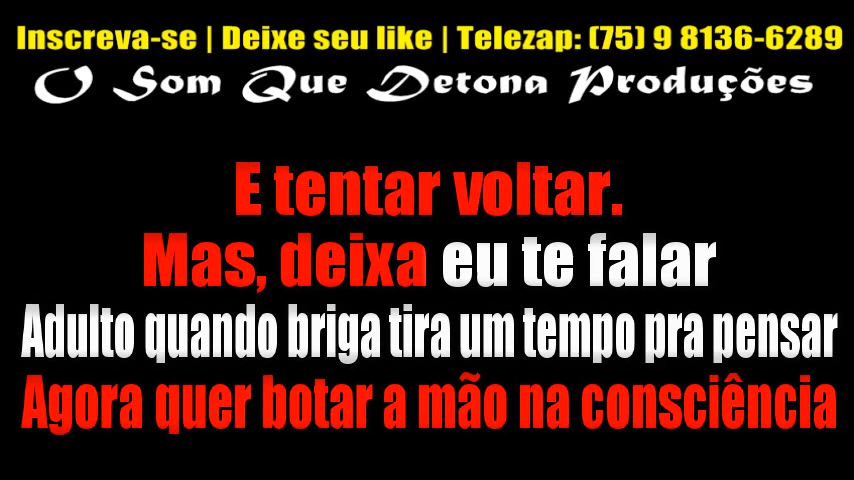 Inscreva-se | Deixe seu like | Telezap: (75) 9 8136-6289
O Som Que Detona Produções
E tentar voltar.
Mas, deixa eu te falar
Adulto quando briga tira um tempo pra pensar
Agora quer botar a mão na consciência